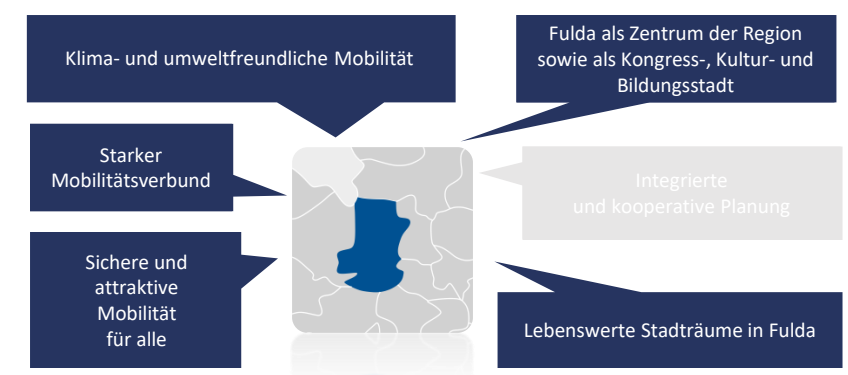 Klima- und umweltfreundliche Mobilität
Fulda als Zentrum der Region
sowie als Kongress-, Kultur- und
Bildungsstadt
Starker
Mobilitätsverbund
Integrierte
und kooperative Planung
Sichere und
attraktive
Mobilität
für alle
Lebenswerte Stadträume in Fulda